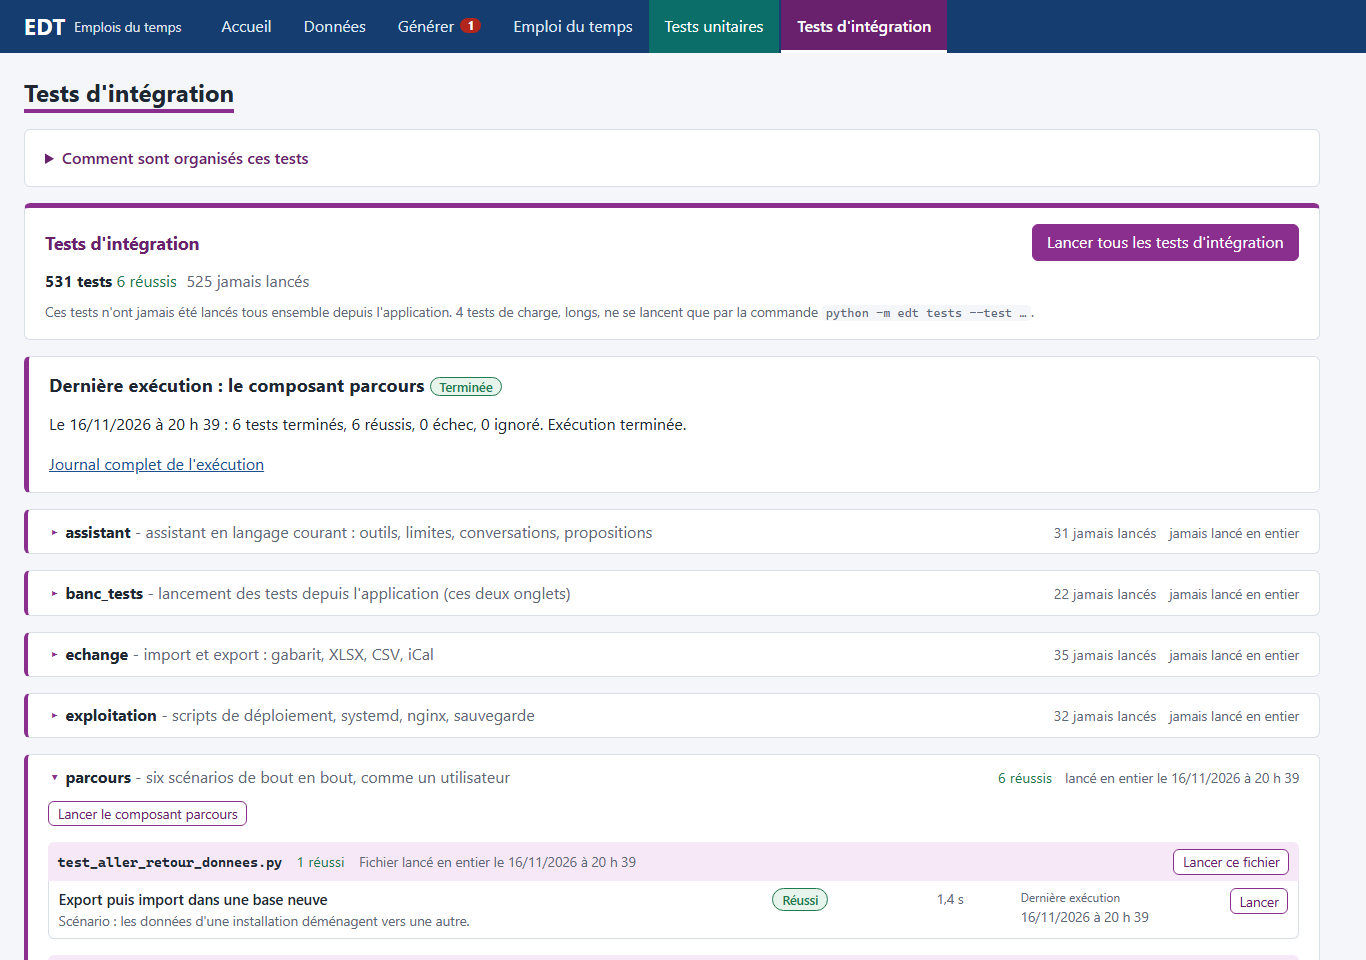 EDT Emplois du temps Accueil Données Générer 1 Emploi du temps Tests unitaires Tests d'intégration
Tests d'intégration
Comment sont organisés ces tests
Tests d'intégration Lancer tous les tests d'intégration
531 tests 6 réussis 525 jamais lancés
Ces tests n'ont jamais été lancés tous ensemble depuis l'application. 4 tests de charge, longs, ne se lancent que par la commande python -m edt tests --test … .
Dernière exécution : le composant parcours Terminée
Le 16/11/2026 à 20 h 39 : 6 tests terminés, 6 réussis, 0 échec, 0 ignoré. Exécution terminée.
Journal complet de l'exécution
assistant - assistant en langage courant : outils, limites, conversations, propositions 31 jamais lancés jamais lancé en entier
banc_tests - lancement des tests depuis l'application (ces deux onglets) 22 jamais lancés jamais lancé en entier
echange - import et export : gabarit, XLSX, CSV, iCal 35 jamais lancés jamais lancé en entier
exploitation - scripts de déploiement, systemd, nginx, sauvegarde 32 jamais lancés jamais lancé en entier
parcours - six scénarios de bout en bout, comme un utilisateur 6 réussis lancé en entier le 16/11/2026 à 20 h 39
Lancer le composant parcours
test_aller_retour_donnees.py 1 réussi Fichier lancé en entier le 16/11/2026 à 20 h 39 Lancer ce fichier
Export puis import dans une base neuve Réussi 1,4 s Dernière exécution Lancer
Scénario : les données d'une installation déménagent vers une autre. 16/11/2026 à 20 h 39